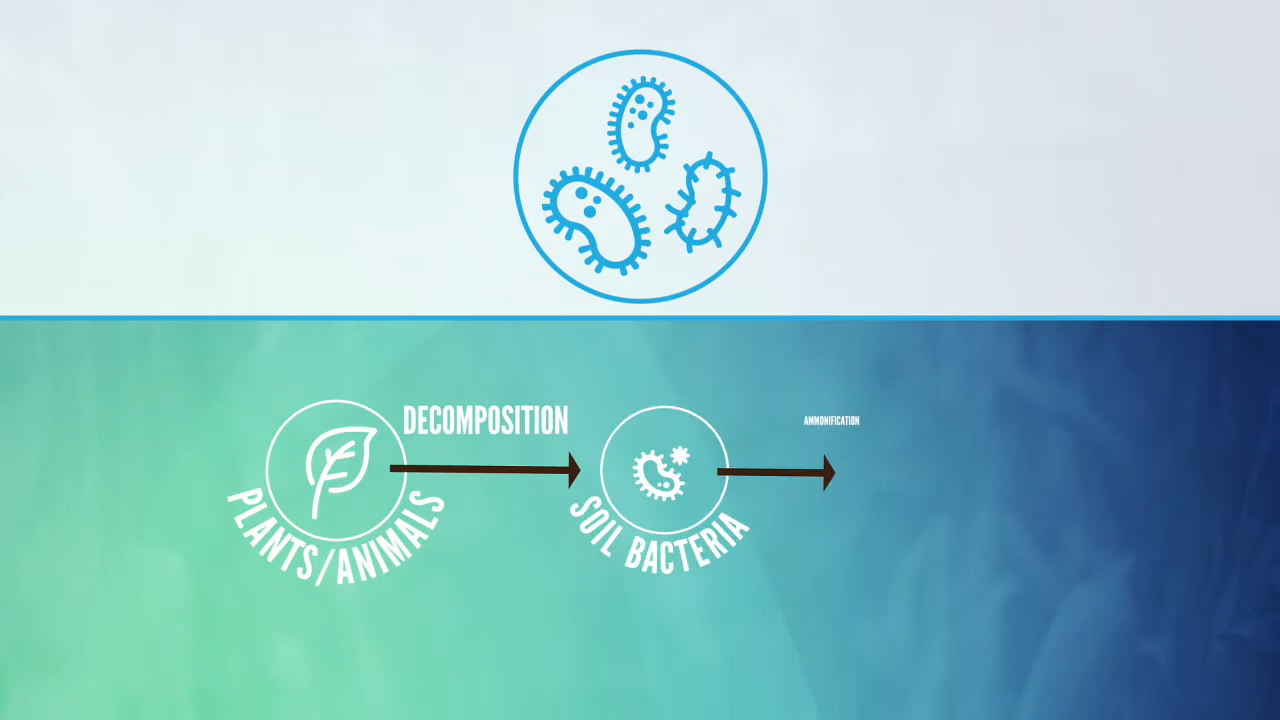 DECOMPOSITION
AMMONIFICATION
PLANTS/ANIMALS
SOIL BACTERIA